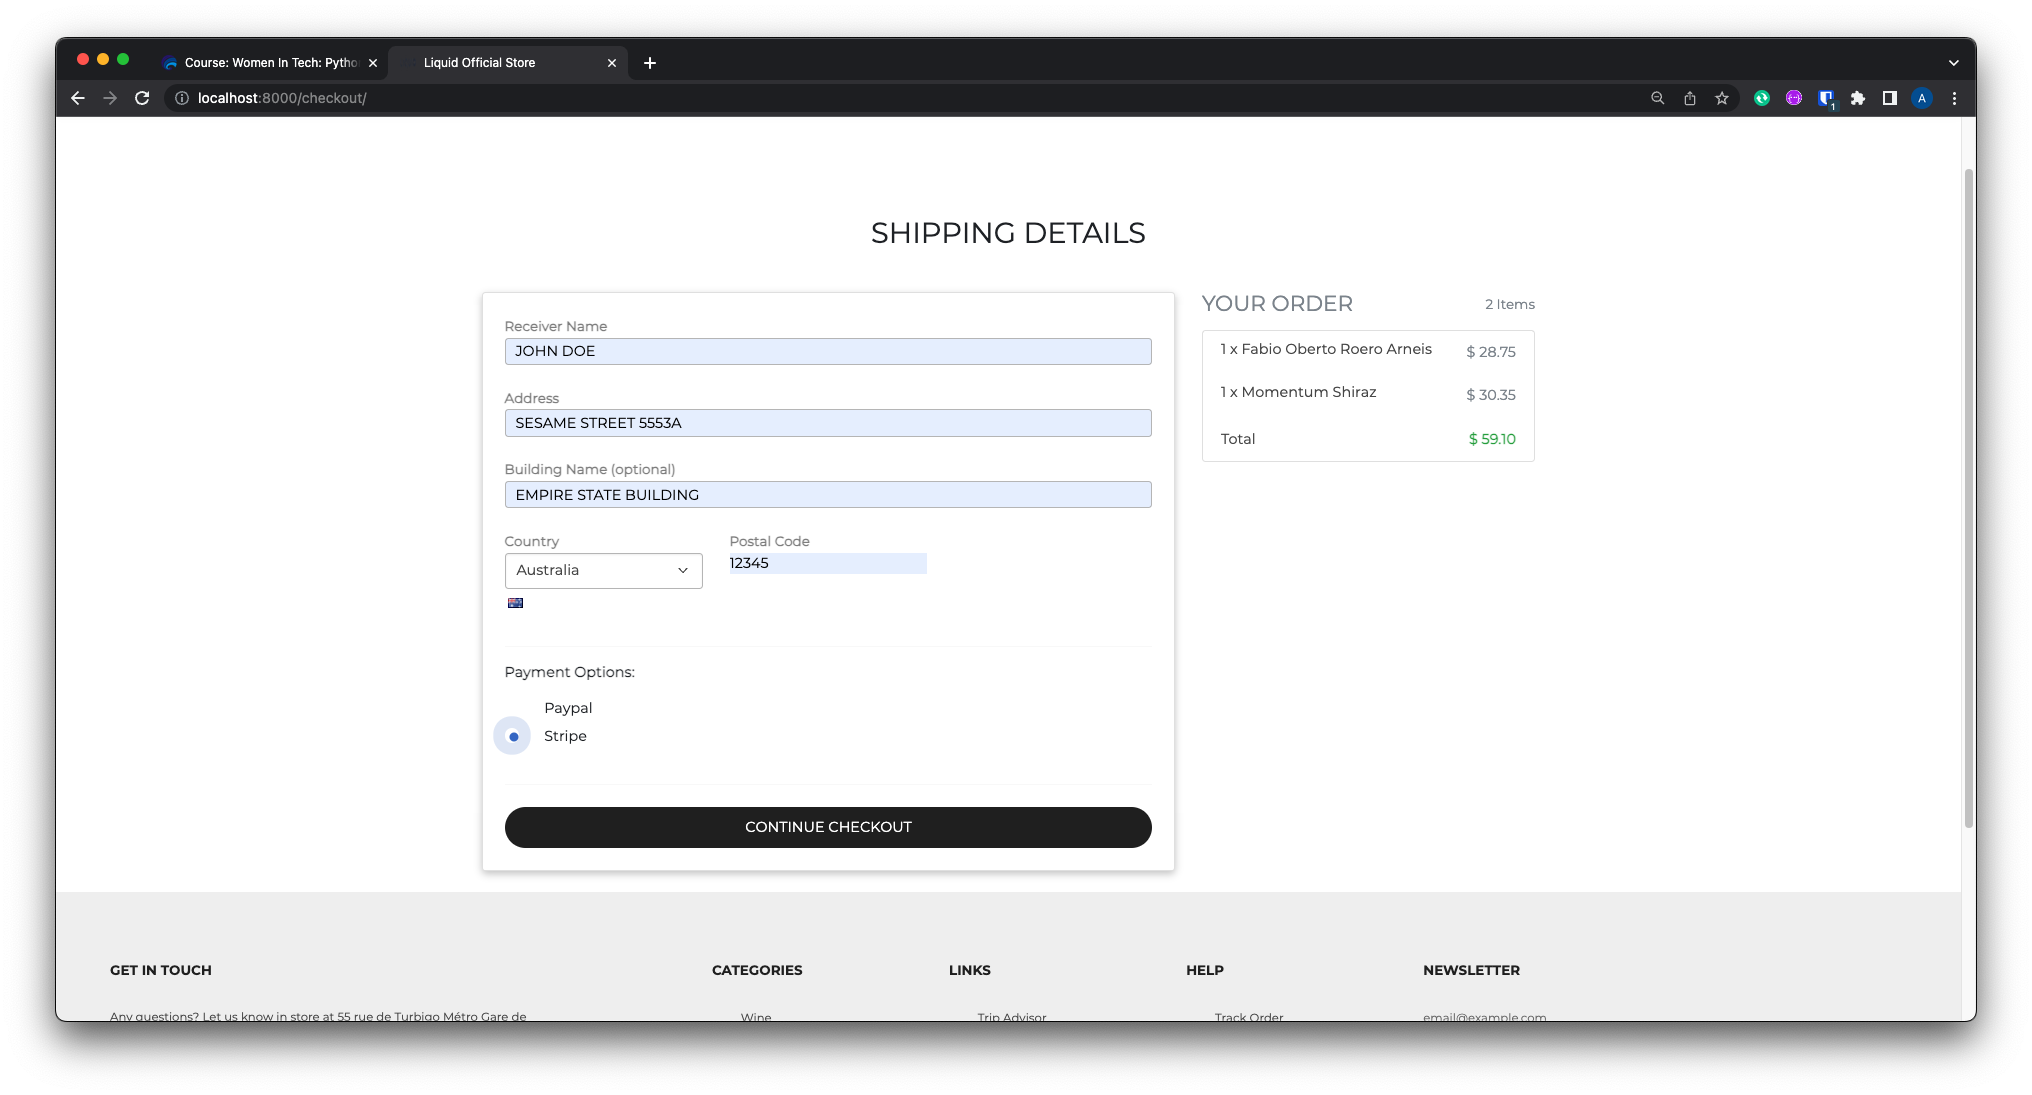 Course: Women In Tech: Pytho
Liquid Official Store
localhost:8000/checkout/
1
A
SHIPPING DETAILS
Receiver Name
JOHN DOE
Address
SESAME STREET 5553A
Building Name (optional)
EMPIRE STATE BUILDING
Country
Postal Code
Australia
12345
Payment Options:
Paypal
Stripe
CONTINUE CHECKOUT
YOUR ORDER
2 Items
1 x Fabio Oberto Roero Arneis
$ 28.75
1 x Momentum Shiraz
$ 30.35
Total
$ 59.10
GET IN TOUCH
Any questions? Let us know in store at 55 rue de Turbigo Métro Gare de
CATEGORIES
Wine
LINKS
Trip Advisor
HELP
Track Order
NEWSLETTER
email@example.com